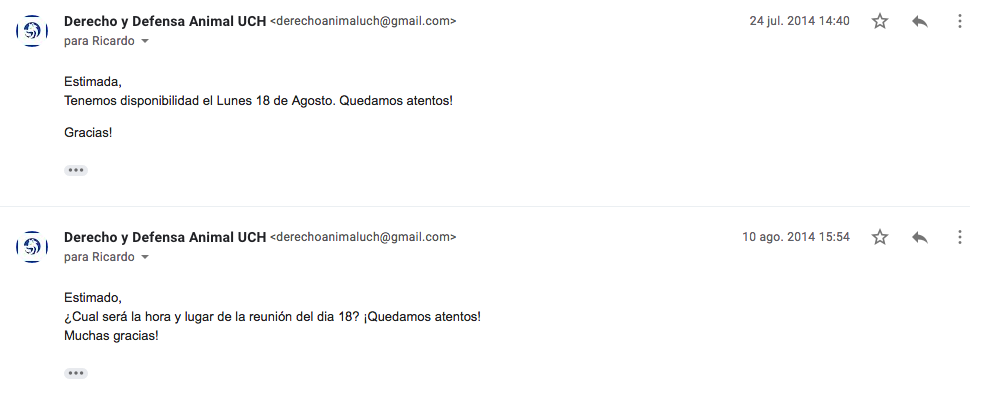 Derecho y Defensa Animal UCH <derechoanimaluch@gmail.com> 24 jul. 2014 14:40
para Ricardo
Estimada,
Tenemos disponibilidad el Lunes 18 de Agosto. Quedamos atentos!
Gracias!
Derecho y Defensa Animal UCH <derechoanimaluch@gmail.com> 10 ago. 2014 15:54
para Ricardo
Estimado,
¿Cual será la hora y lugar de la reunión del dia 18? ¡Quedamos atentos!
Muchas gracias!